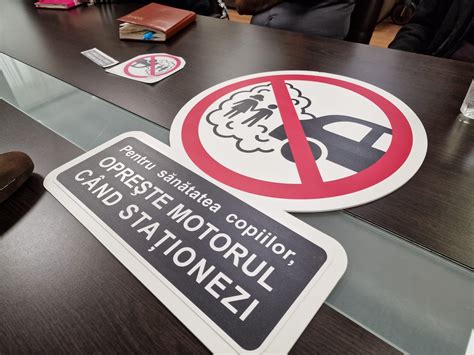 Pentru sănătatea copiilor,
OPREȘTE MOTORUL
CÂND STAȚIONEZI